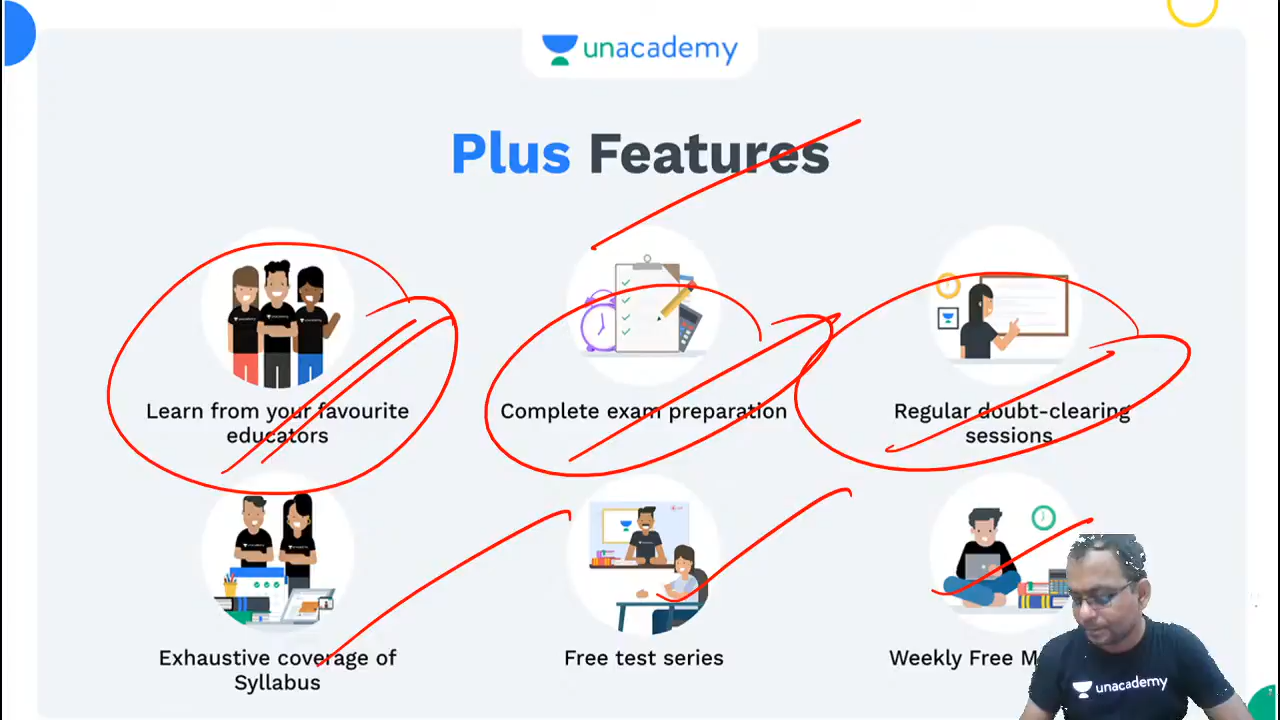 unacademy
Plus Features
Learn from your favourite
educators
Complete exam preparation
Regular doubt-clearing
sessions
Exhaustive coverage of
Syllabus
Free test series
Weekly Free
unacademy